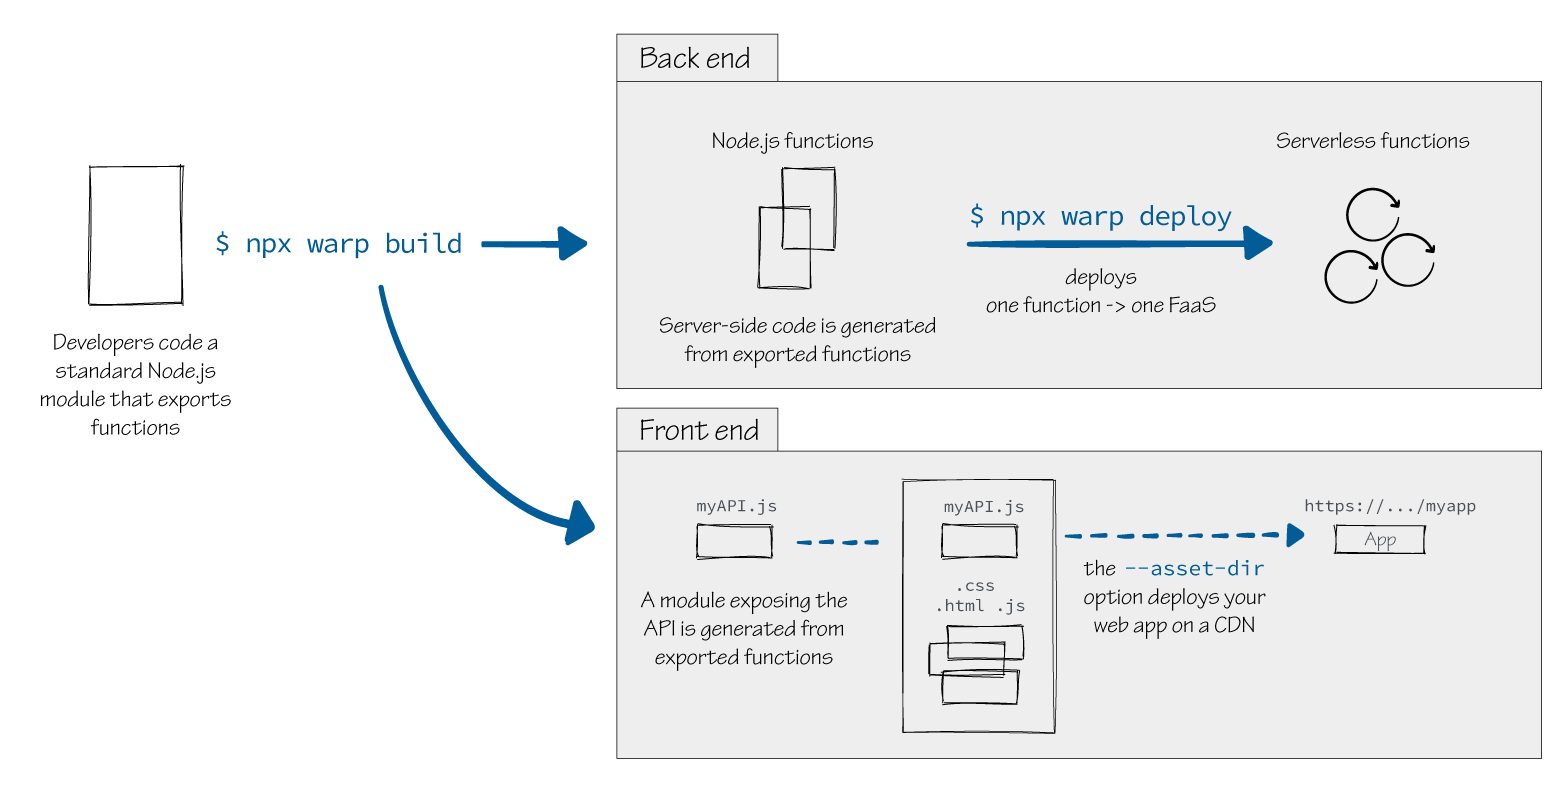 Back end
Node.js functions
Serverless functions
$ npx warp build
$ npx warp deploy
deploys
one function -> one FaaS
Server-side code is generated
from exported functions
Developers code a
standard Node.js
module that exports
functions
Front end
myAPI.js
A module exposing the
API is generated from
exported functions
myAPI.js
.css
.html .js
the --asset-dir
option deploys your
web app on a CDN
https://.../myapp
App